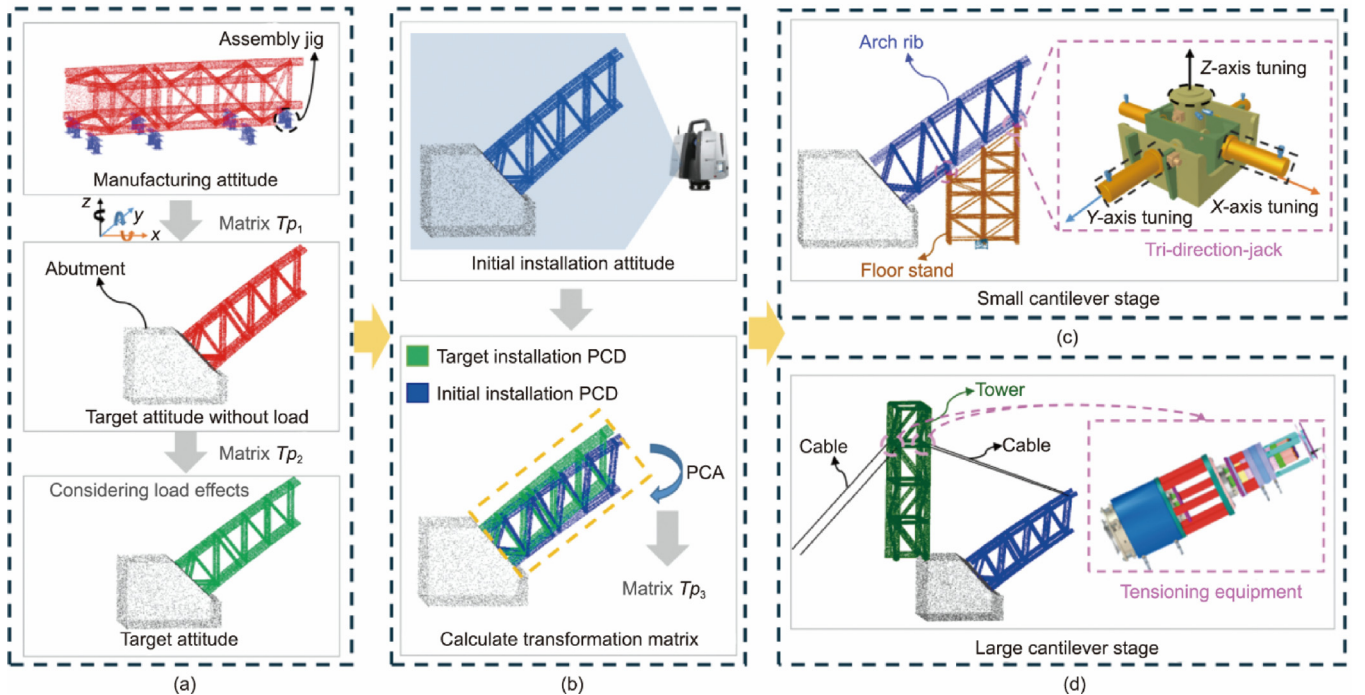 Assembly jig
Manufacturing attitude
z
y
x
Matrix Tp₁
Abutment
Target attitude without load
Matrix Tp₂
Considering load effects
Target attitude
(a)
Initial installation attitude
Target installation PCD
Initial installation PCD
PCA
Matrix Tp₃
Calculate transformation matrix
(b)
Arch rib
Z-axis tuning
Y-axis tuning
X-axis tuning
Floor stand
Tri-direction-jack
Small cantilever stage
(c)
Tower
Cable
Cable
Tensioning equipment
Large cantilever stage
(d)